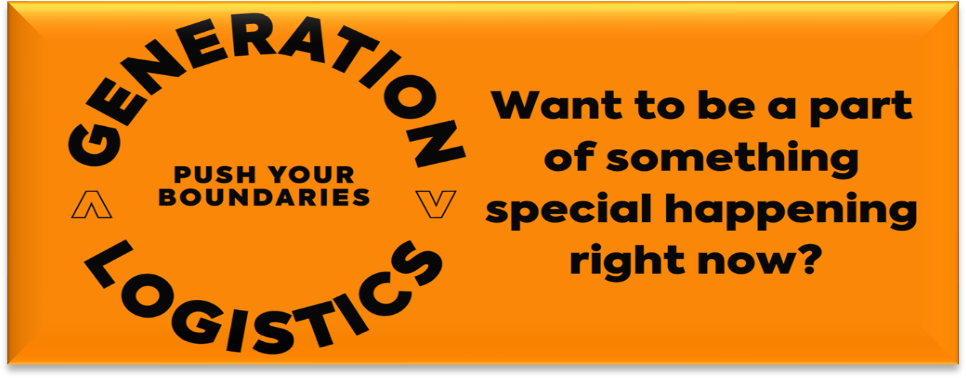 GENERATION
PUSH YOUR
BOUNDARIES
LOGISTICS
Want to be a part
of something
special happening
right now?